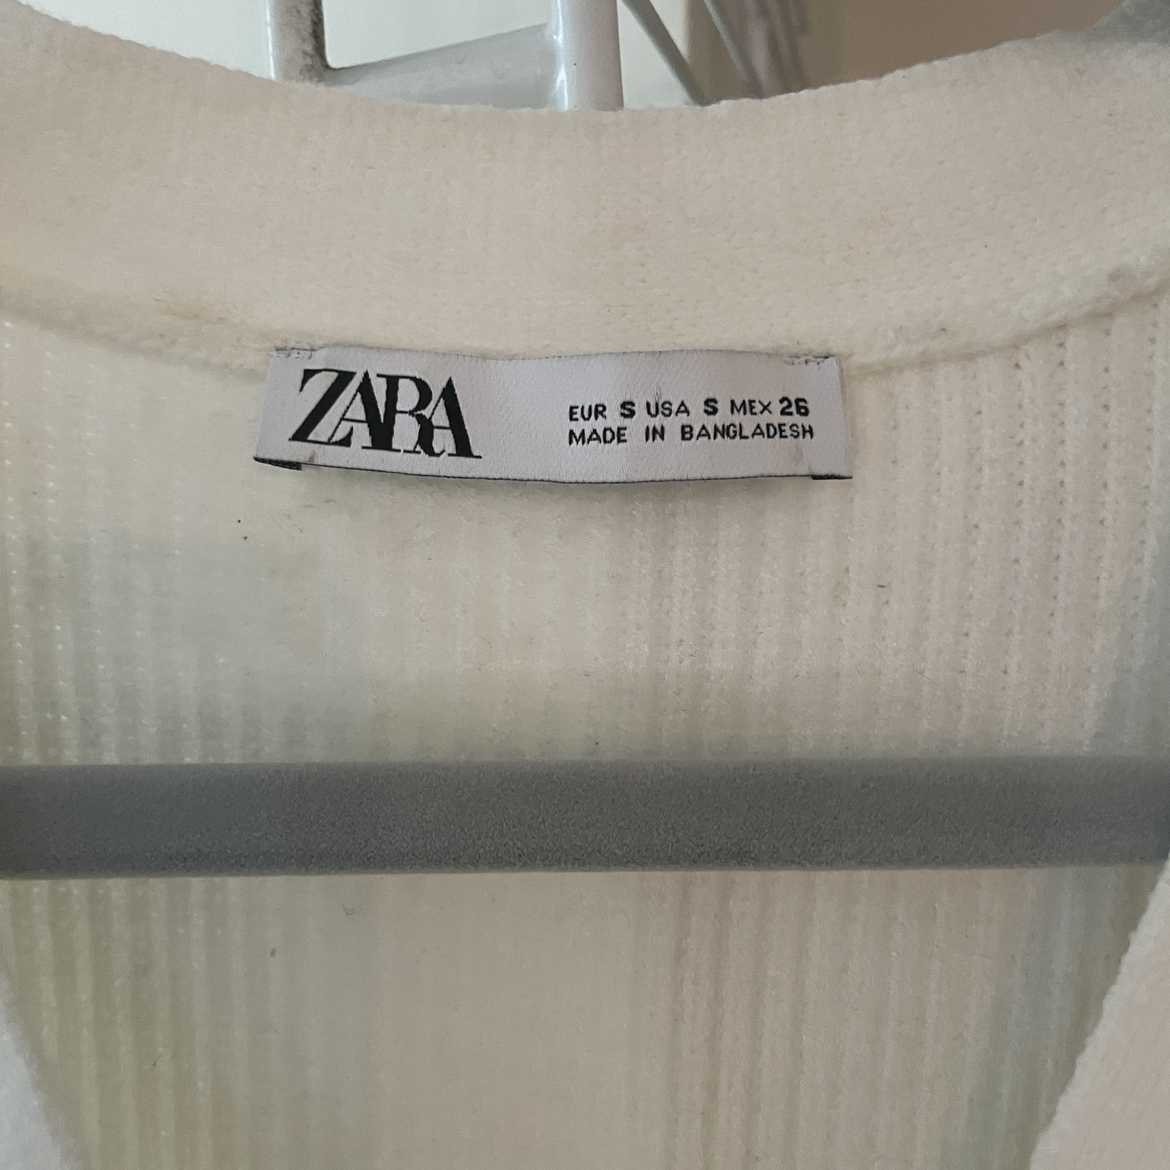 ZARA
EUR S USA S MEX 26
MADE IN BANGLADESH